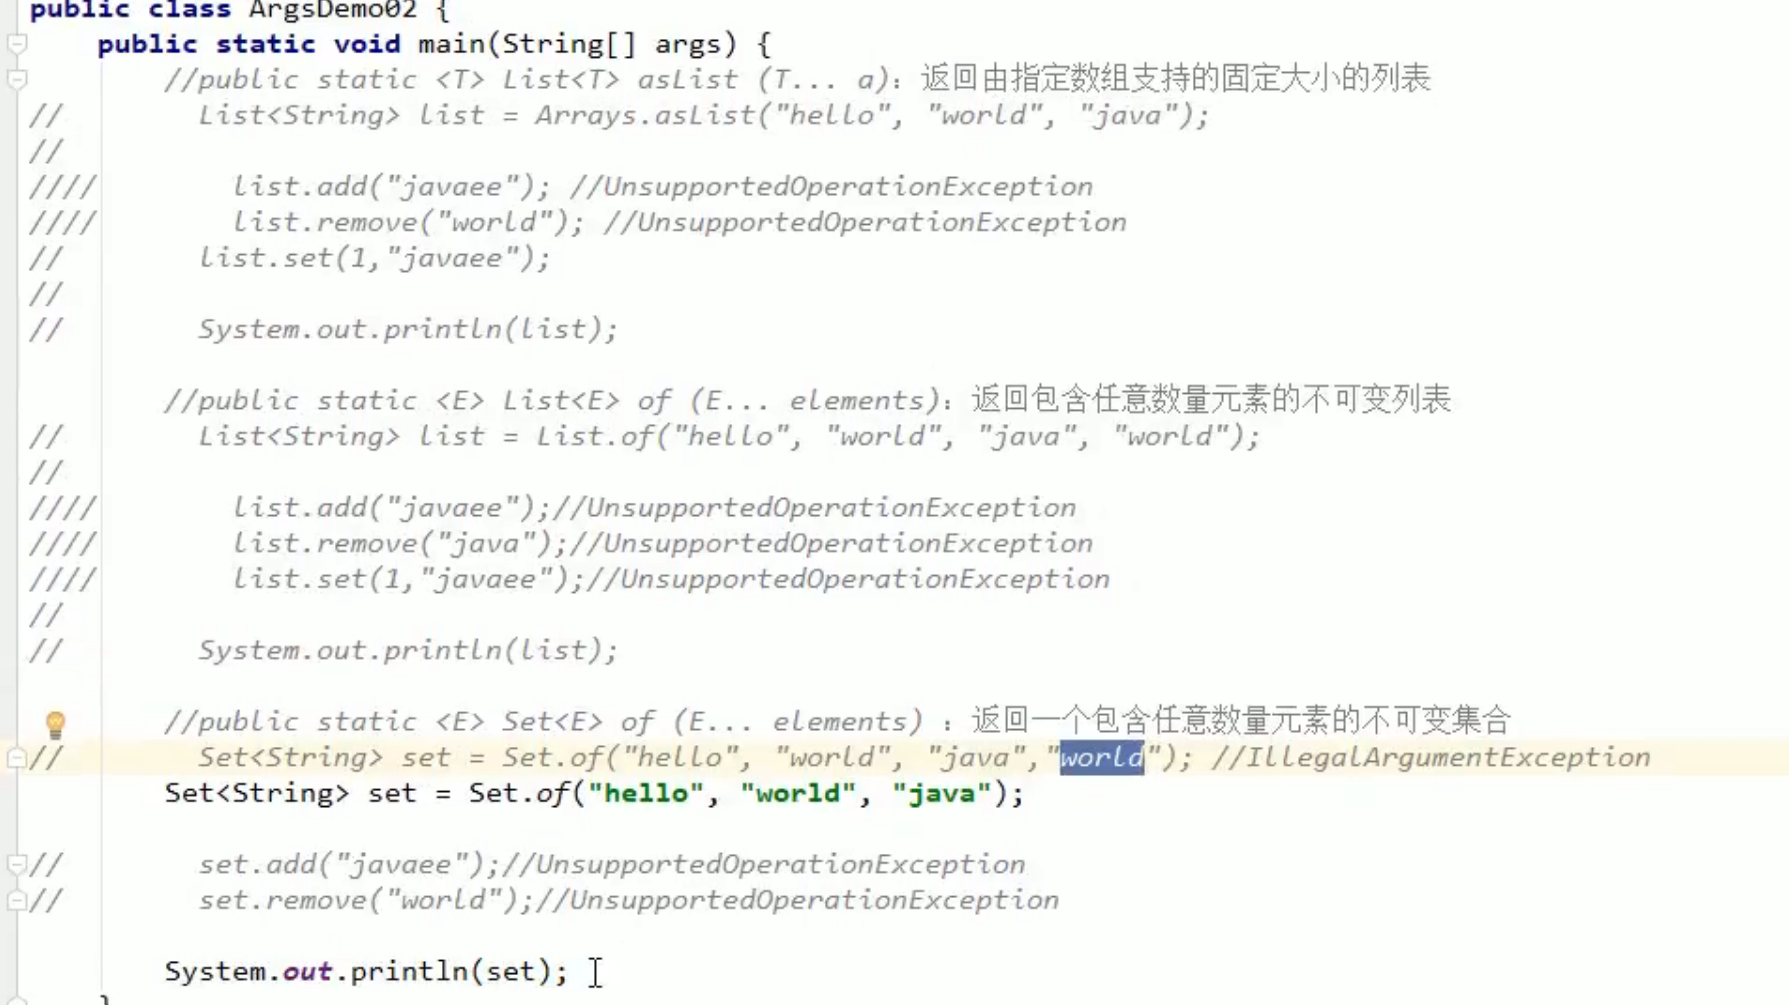 public class ArgsDemo02 {
public static void main(String[] args) {
//public static <T> List<T> asList (T... a)：返回由指定数组支持的固定大小的列表
// List<String> list = Arrays.asList("hello", "world", "java");
//
//// list.add("javaee"); //UnsupportedOperationException
//// list.remove("world"); //UnsupportedOperationException
// list.set(1,"javaee");
//
// System.out.println(list);
//public static <E> List<E> of (E... elements)：返回包含任意数量元素的不可变列表
// List<String> list = List.of("hello", "world", "java", "world");
//
//// list.add("javaee");//UnsupportedOperationException
//// list.remove("java");//UnsupportedOperationException
//// list.set(1,"javaee");//UnsupportedOperationException
//
// System.out.println(list);
//public static <E> Set<E> of (E... elements) ：返回一个包含任意数量元素的不可变集合
// Set<String> set = Set.of("hello", "world", "java","world"); //IllegalArgumentException
Set<String> set = Set.of("hello", "world", "java");
// set.add("javaee");//UnsupportedOperationException
// set.remove("world");//UnsupportedOperationException
System.out.println(set);
}